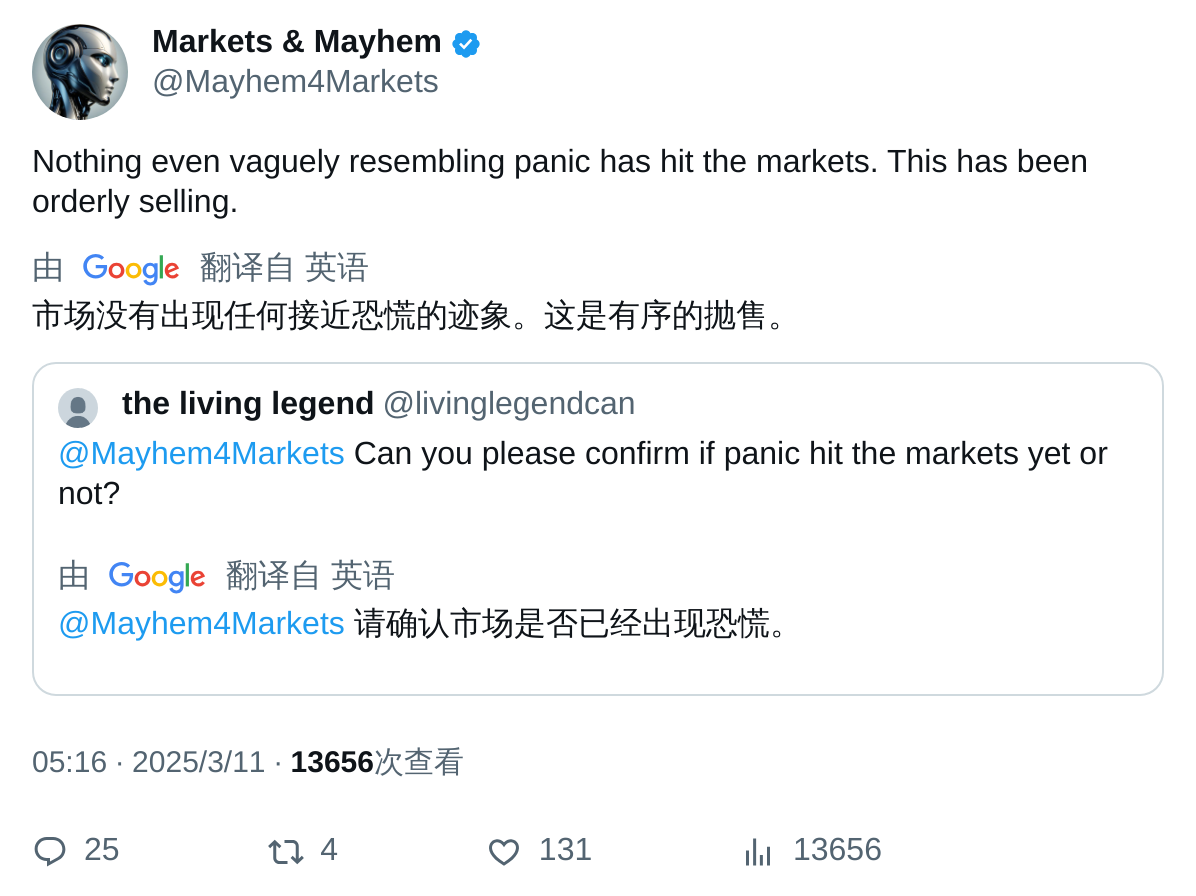 Markets & Mayhem
@Mayhem4Markets
Nothing even vaguely resembling panic has hit the markets. This has been
orderly selling.
由 Google 翻译自 英语
市场没有出现任何接近恐慌的迹象。这是有序的抛售。
the living legend @livinglegendcan
@Mayhem4Markets Can you please confirm if panic hit the markets yet or
not?
由 Google 翻译自 英语
@Mayhem4Markets 请确认市场是否已经出现恐慌。
05:16 · 2025/3/11 · 13656次查看
25 4 131 13656